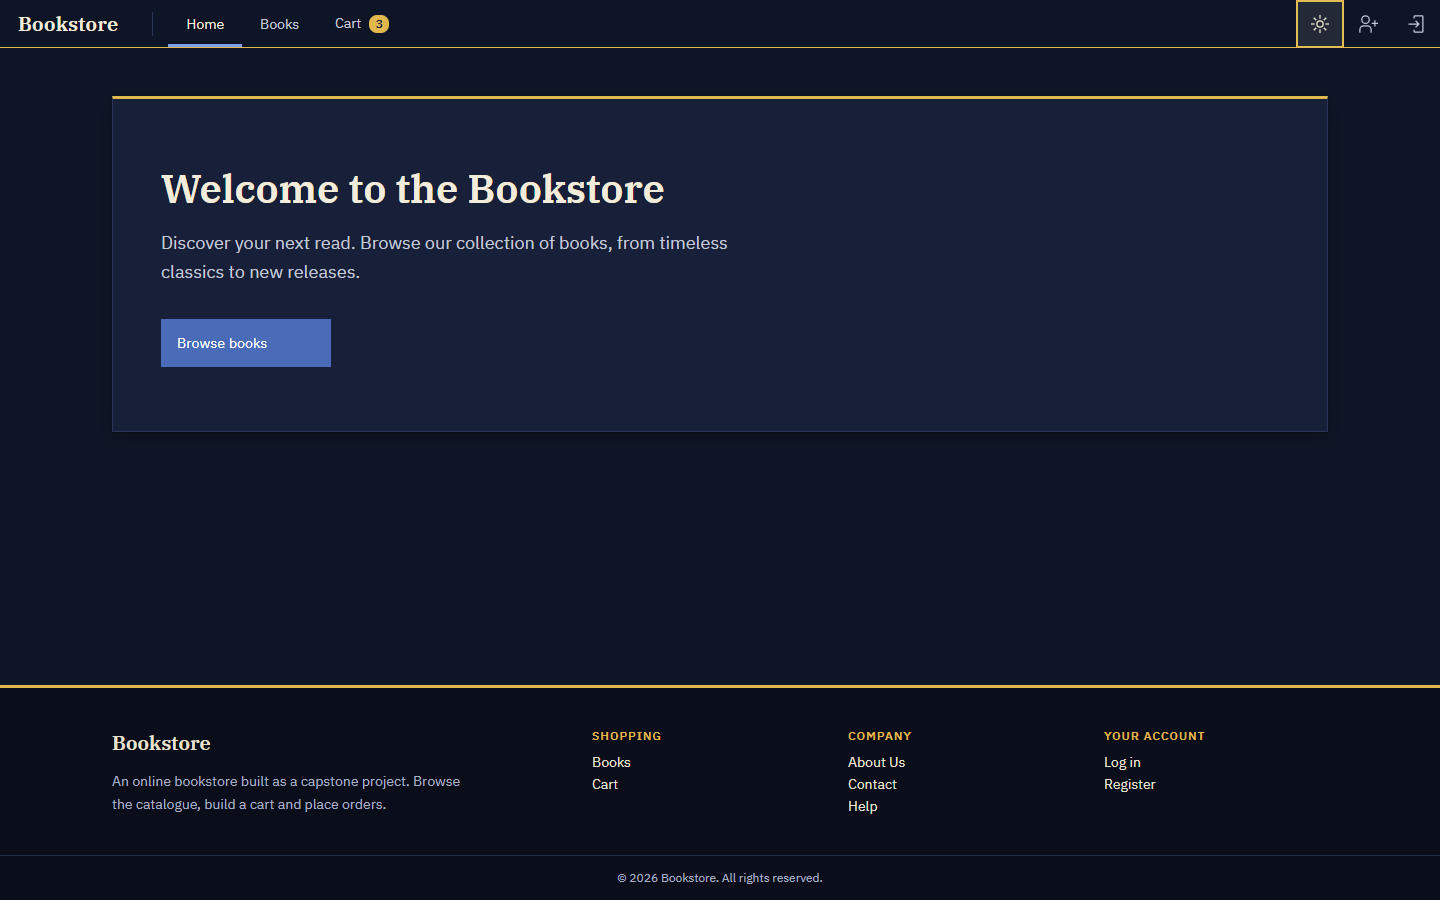 Bookstore
Home
Books
Cart 3
Welcome to the Bookstore
Discover your next read. Browse our collection of books, from timeless
classics to new releases.
Browse books
Bookstore
An online bookstore built as a capstone project. Browse
the catalogue, build a cart and place orders.
SHOPPING
Books
Cart
COMPANY
About Us
Contact
Help
YOUR ACCOUNT
Log in
Register
© 2026 Bookstore. All rights reserved.